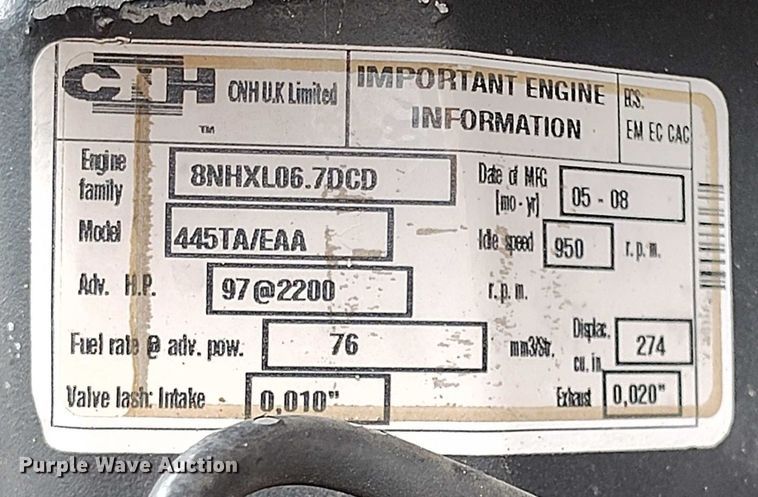 CNH
TM
CNH U.K Limited
IMPORTANT ENGINE
INFORMATION
ECS:
EM EC CAC
Engine
family
8NHXL06.7DCD
Date of MFG
[mo - yr]
05 - 08
Model
445TA/EAA
Idle speed
950
r.p.m.
Adv. H.P.
97@2200
r.p.m.
Fuel rate @ adv. pow.
76
mm3/Str.
Displac.
cu. in.
274
Valve lash: Intake
0,010"
Exhaust
0,020"
Purple Wave Auction